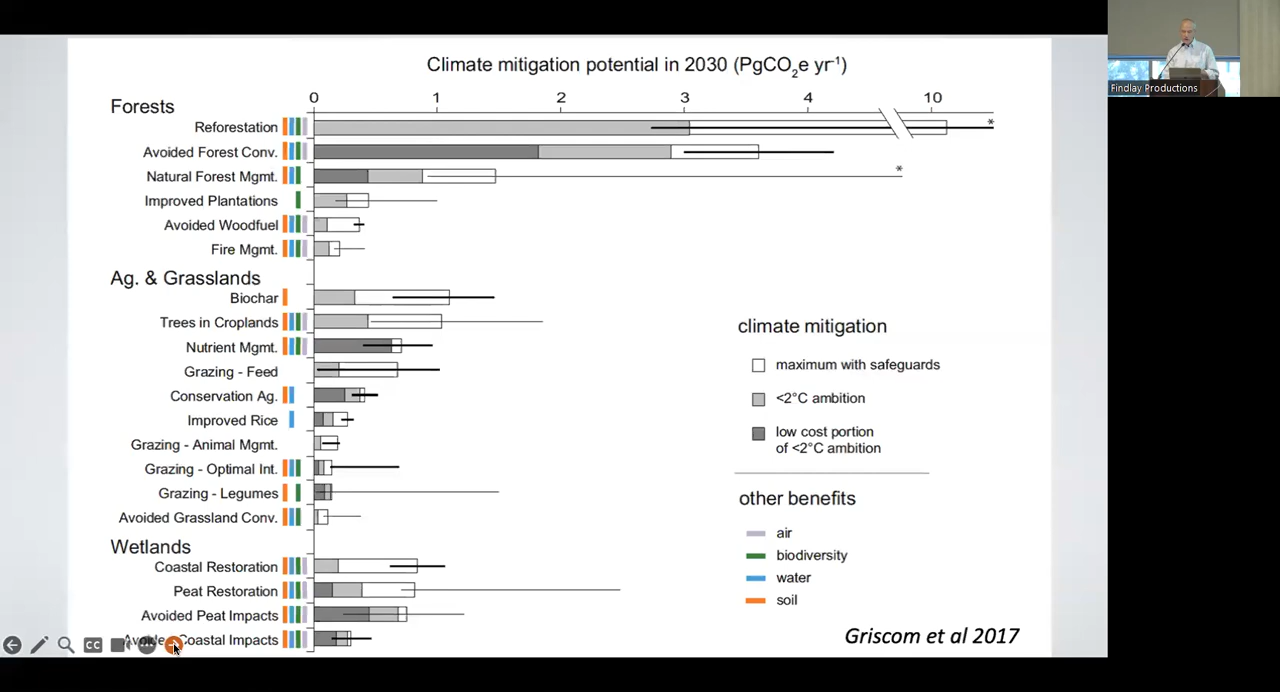 Climate mitigation potential in 2030 (PgCO₂e yr⁻¹)
0 1 2 3 4 10
Forests
Reforestation
*
Avoided Forest Conv.
Natural Forest Mgmt.
*
Improved Plantations
Avoided Woodfuel
Fire Mgmt.
Ag. & Grasslands
Biochar
Trees in Croplands
Nutrient Mgmt.
Grazing - Feed
Conservation Ag.
Improved Rice
Grazing - Animal Mgmt.
Grazing - Optimal Int.
Grazing - Legumes
Avoided Grassland Conv.
Wetlands
Coastal Restoration
Peat Restoration
Avoided Peat Impacts
Avoided Coastal Impacts
climate mitigation
maximum with safeguards
<2°C ambition
low cost portion
of <2°C ambition
other benefits
air
biodiversity
water
soil
Griscom et al 2017
CC
Findlay Productions